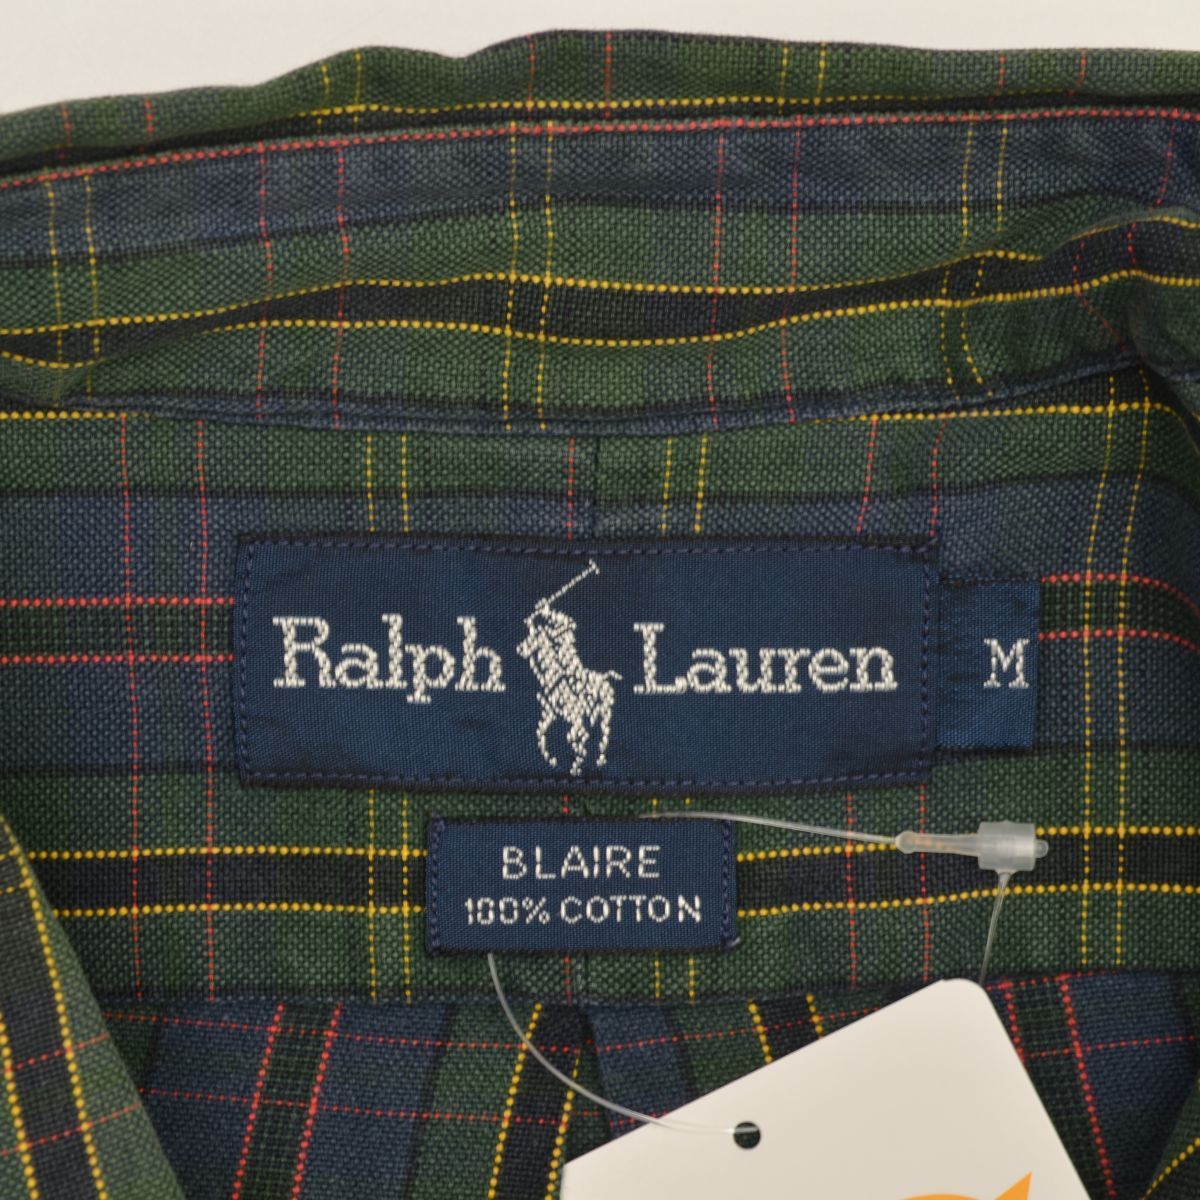 Ralph Lauren
M
BLAIRE
100% COTTON